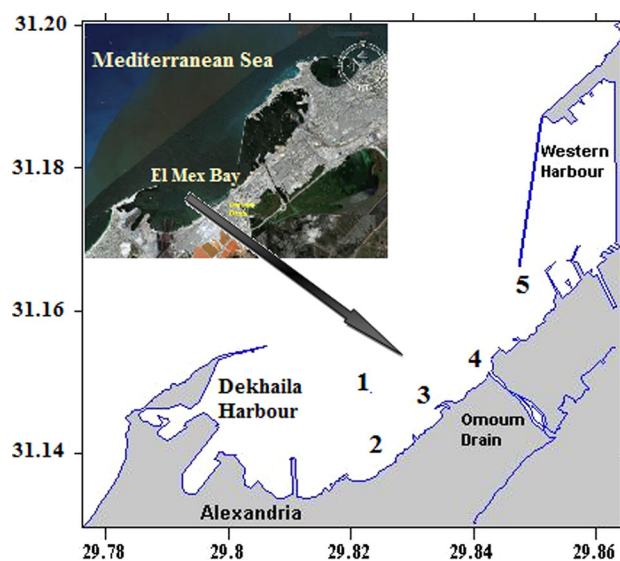 31.20
Mediterranean Sea
31.18
El Mex Bay
Western
Harbour
31.16
5
1
4
Dekhaila
Harbour
3
Omoum
Drain
31.14
2
Alexandria
29.78
29.8
29.82
29.84
29.86